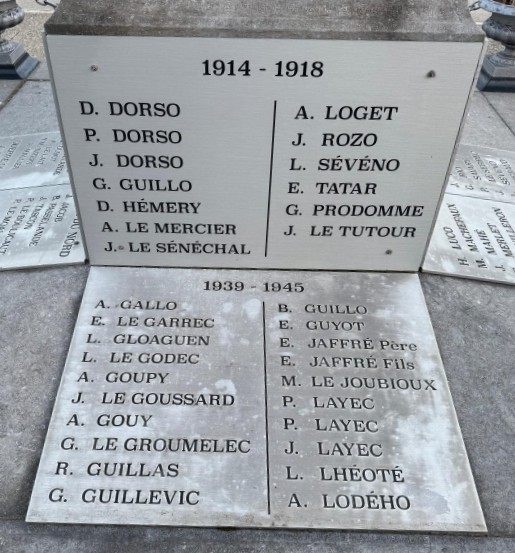 1914 - 1918
D. DORSO
P. DORSO
J. DORSO
G. GUILLO
D. HÉMERY
A. LE MERCIER
J. LE SÉNÉCHAL
A. LOGET
J. ROZO
L. SÉVÉNO
E. TATAR
G. PRODOMME
J. LE TUTOUR
1939 - 1945
A. GALLO
E. LE GARREC
L. GLOAGUEN
L. LE GODEC
A. GOUPY
J. LE GOUSSARD
A. GOUY
G. LE GROUMELEC
R. GUILLAS
G. GUILLEVIC
B. GUILLO
E. GUYOT
E. JAFFRÉ Père
E. JAFFRÉ Fils
M. LE JOUBIOUX
P. LAYEC
P. LAYEC
J. LAYEC
L. LHÉOTÉ
A. LODÉHO
DU NORD